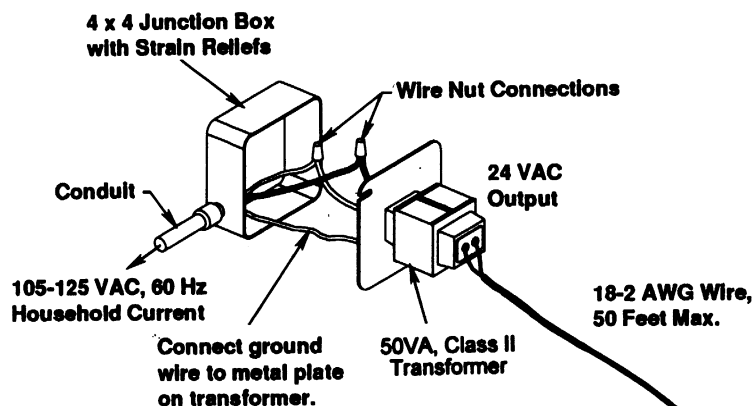 4 x 4 Junction Box
with Strain Reliefs
Wire Nut Connections
24 VAC
Output
Conduit
105-125 VAC, 60 Hz
Household Current
18-2 AWG Wire,
50 Feet Max.
Connect ground
wire to metal plate
on transformer.
50VA, Class II
Transformer